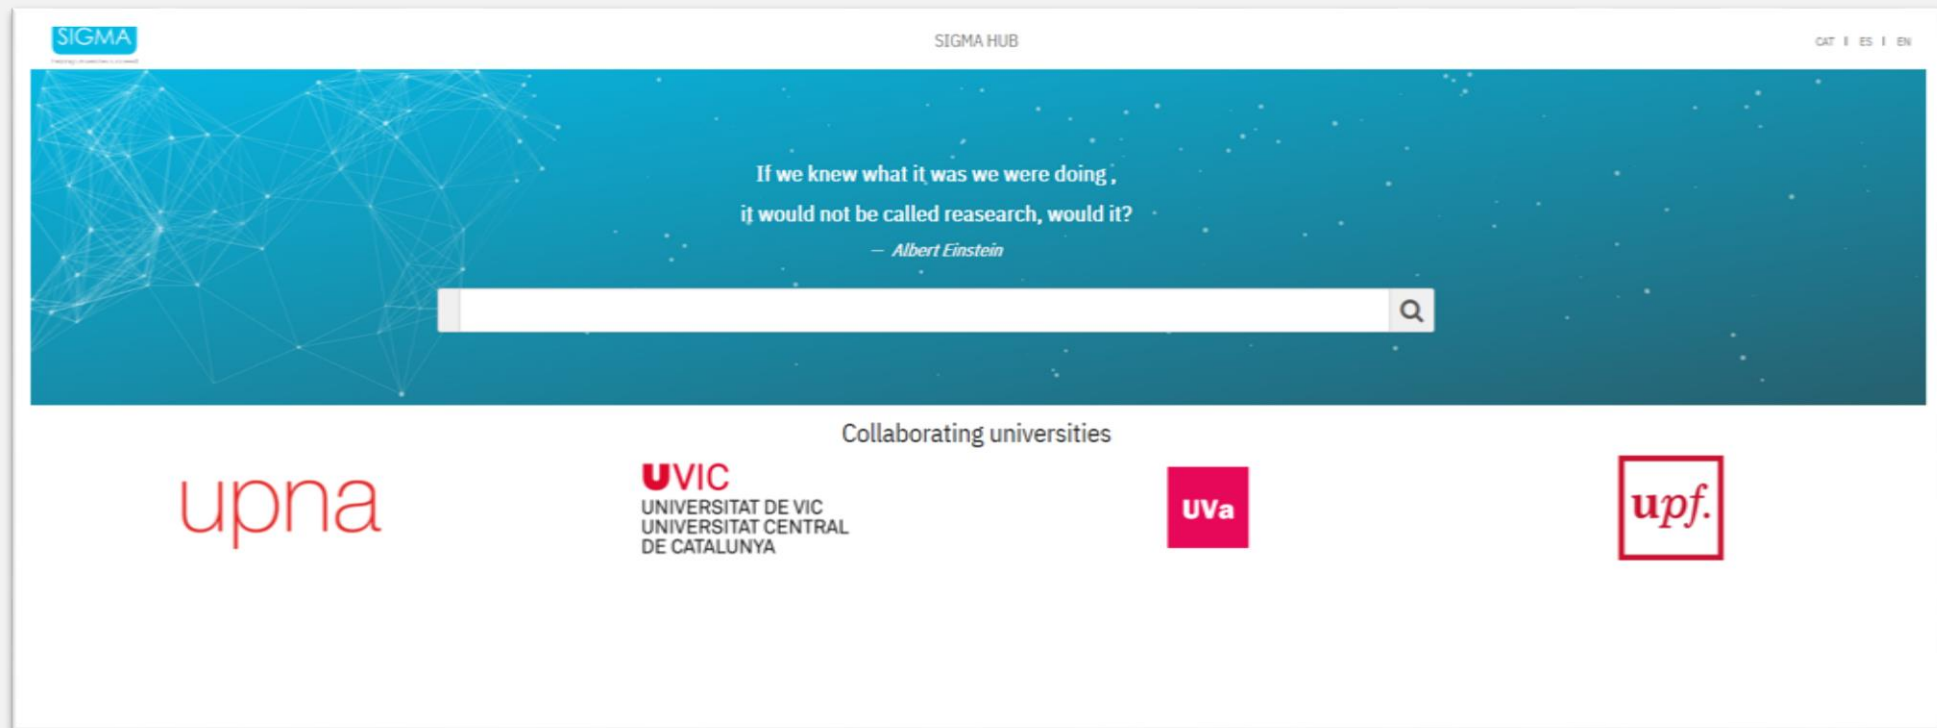 SIGMA
SIGMA HUB
CAT | ES | EN
If we knew what it was we were doing ,
it would not be called reasearch, would it?
— Albert Einstein
Collaborating universities
upna
UVIC
UNIVERSITAT DE VIC
UNIVERSITAT CENTRAL
DE CATALUNYA
UVa
upf.